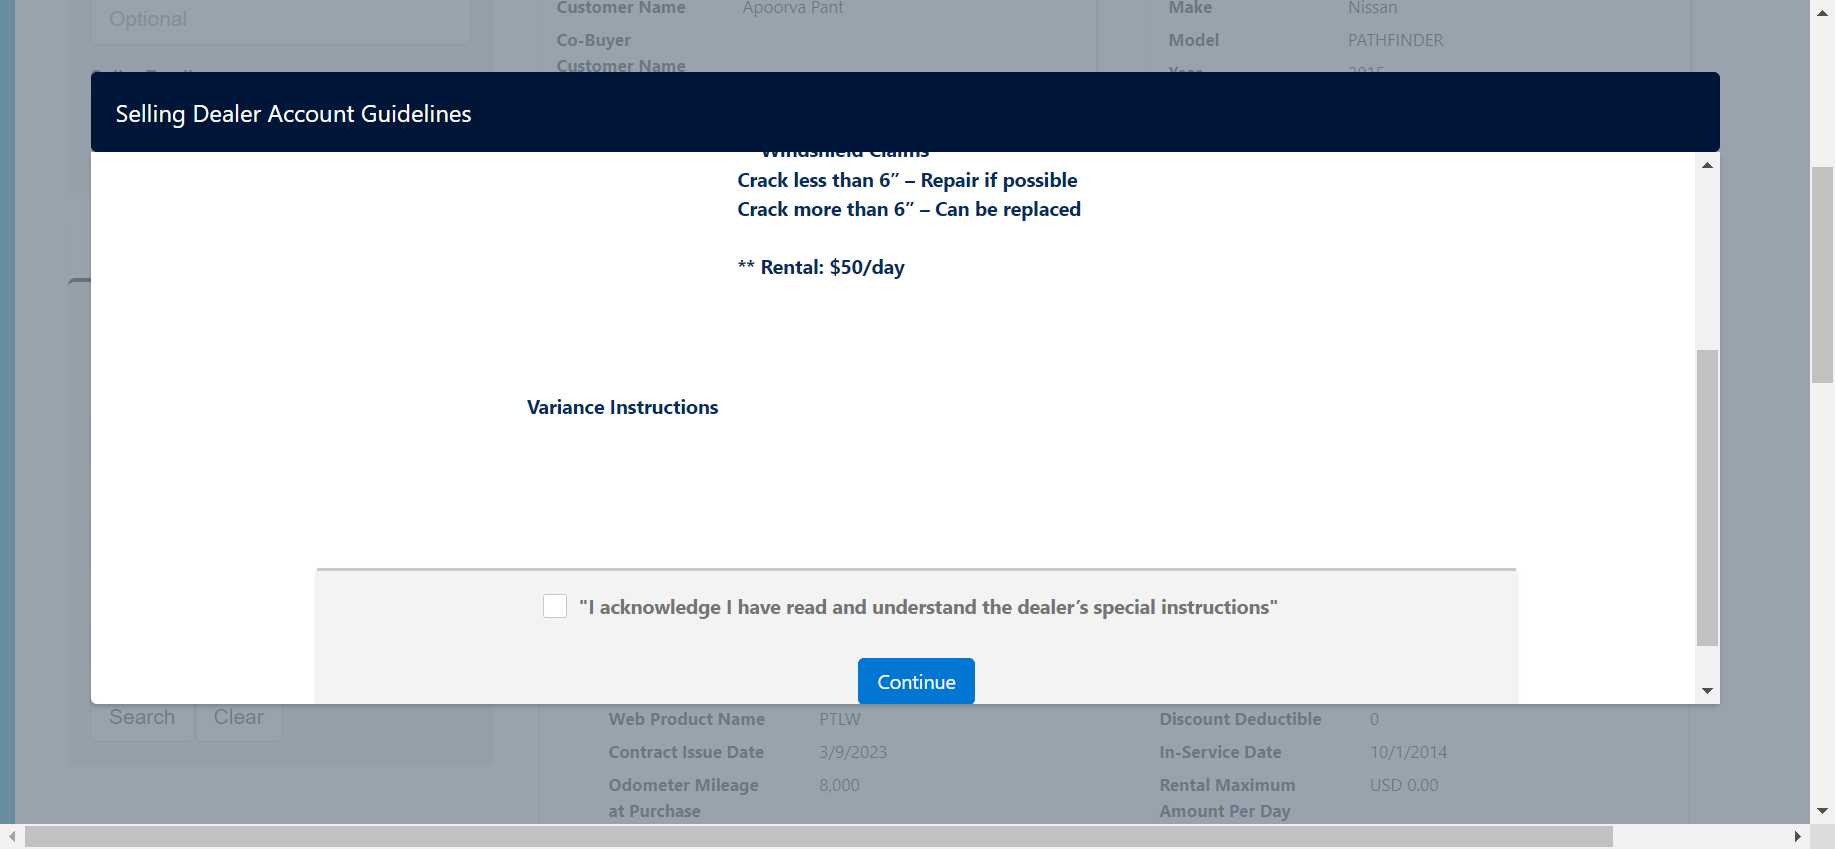 Optional
Customer Name Apoorva Pant
Make Nissan
Co-Buyer
Customer Name
Model PATHFINDER
Selling Dealer Account Guidelines
Windshield Claims
Crack less than 6” – Repair if possible
Crack more than 6” – Can be replaced
** Rental: $50/day
Variance Instructions
"I acknowledge I have read and understand the dealer’s special instructions"
Continue
Search Clear
Web Product Name PTLW
Discount Deductible 0
Contract Issue Date 3/9/2023
In-Service Date 10/1/2014
Odometer Mileage
at Purchase 8,000
Rental Maximum
Amount Per Day USD 0.00